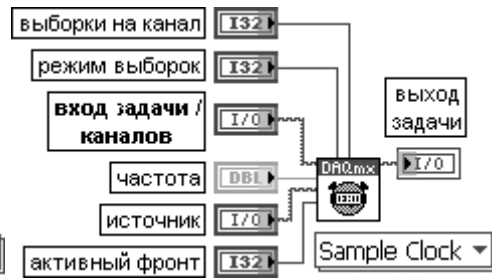 выборки на канал
I32
режим выборок
I32
вход задачи /
каналов
I/O
выход
задачи
I/O
DAQmx
частота
DBL
источник
I/O
активный фронт
I32
Sample Clock